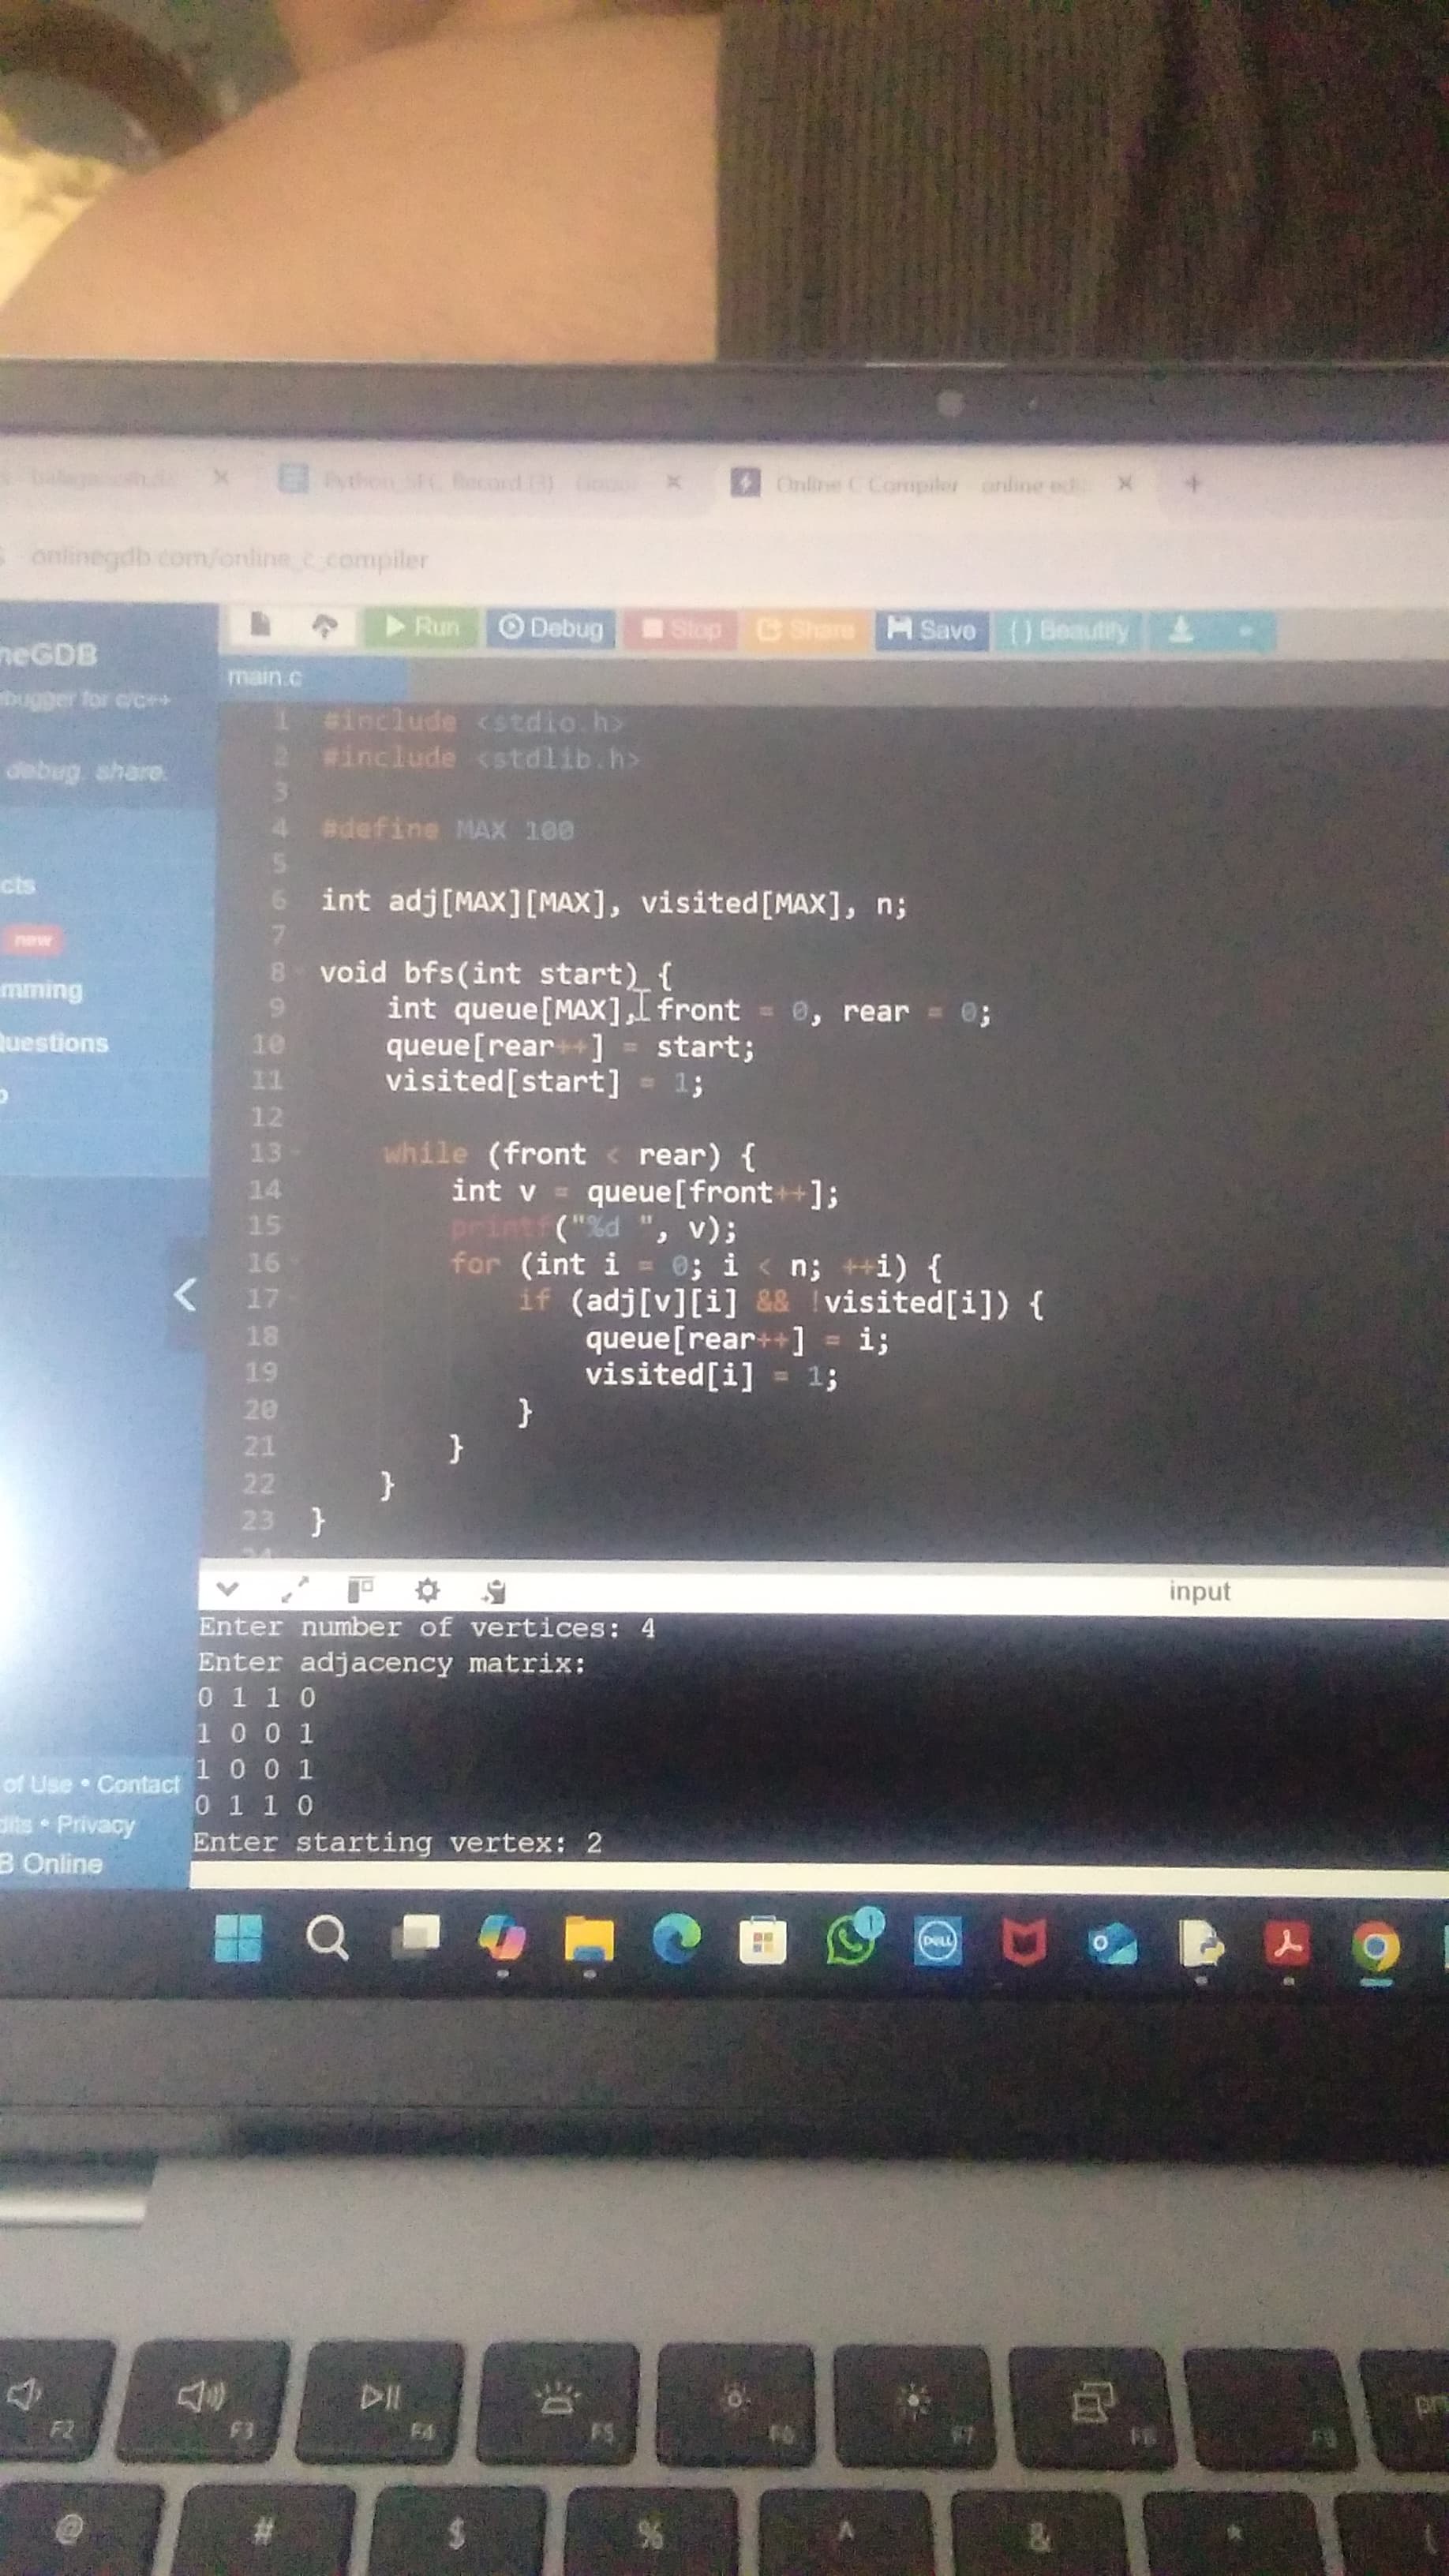 Python SFC Record (3)
Online C Compiler - online edi
onlinegdb.com/online_c_compiler
neGDB
bugger for c/c++
debug. share.
cts
new
mming
Questions
of Use • Contact
dits • Privacy
B Online
Run Debug Stop Share Save {} Beautify
main.c
1 #include <stdio.h>
2 #include <stdlib.h>
3
4 #define MAX 100
5
6 int adj[MAX][MAX], visited[MAX], n;
7
8 void bfs(int start) {
9 int queue[MAX], front = 0, rear = 0;
10 queue[rear++] = start;
11 visited[start] = 1;
12
13 while (front < rear) {
14 int v = queue[front++];
15 printf("%d ", v);
16 for (int i = 0; i < n; ++i) {
17 if (adj[v][i] && !visited[i]) {
18 queue[rear++] = i;
19 visited[i] = 1;
20 }
21 }
22 }
23 }
input
Enter number of vertices: 4
Enter adjacency matrix:
0 1 1 0
1 0 0 1
1 0 0 1
0 1 1 0
Enter starting vertex: 2
1
DELL
F2 F3 F4 F5 F6 F7 F8 F9
@ # $ % ^ & * (